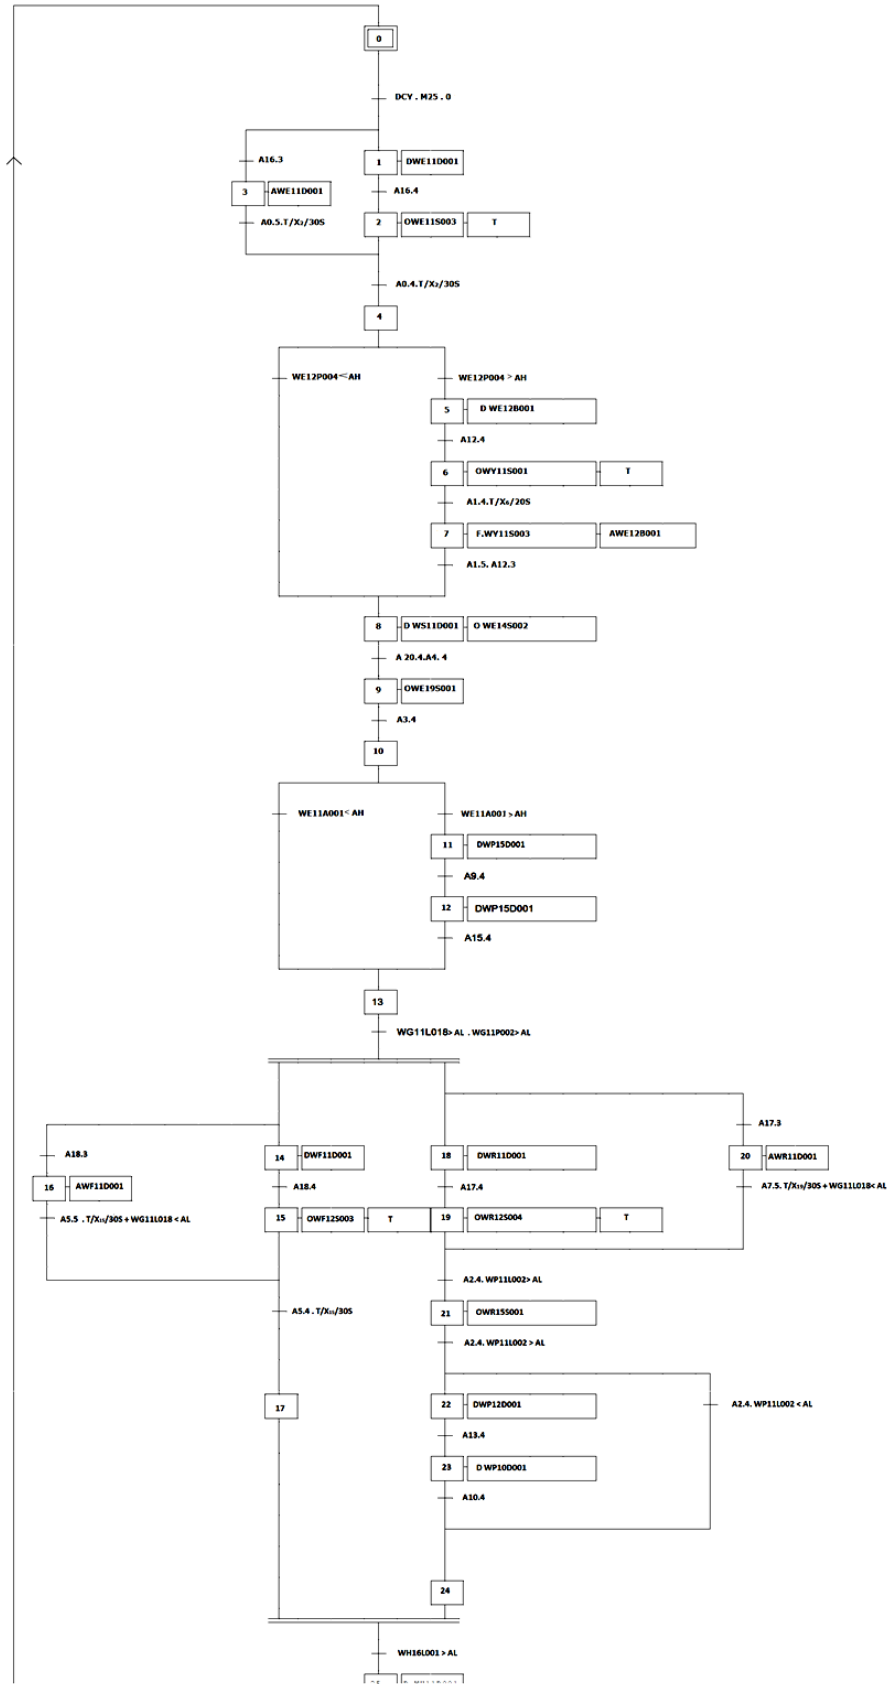 0
DCY . M25 . 0
A16.3
1 DWE11D001
3 AWE11D001
A16.4
A0.5.T/X₃/30S
2 OWE11S003 T
A0.4.T/X₂/30S
4
WE12P004 < AH
WE12P004 > AH
5 D WE12B001
A12.4
6 OWY11S001 T
A1.4.T/X₆/20S
7 F.WY11S003 AWE12B001
A1.5. A12.3
8 D WS11D001 O WE14S002
A 20.4.A4. 4
9 OWE19S001
A3.4
10
WE11A001< AH
WE11A001 > AH
11 DWP15D001
A9.4
12 DWP15D001
A15.4
13
WG11L018> AL . WG11P002> AL
A17.3
A18.3
14 DWF11D001
18 DWR11D001
20 AWR11D001
16 AWF11D001
A18.4
A17.4
A7.5. T/X₁₉/30S + WG11L018< AL
A5.5 . T/X₁₅/30S + WG11L018 < AL
15 OWF12S003 T
19 OWR12S004 T
A2.4. WP11L002> AL
A5.4 . T/X₁₅/30S
21 OWR15S001
A2.4. WP11L002 > AL
17
22 DWP12D001
A2.4. WP11L002 < AL
A13.4
23 D WP10D001
A10.4
24
WH16L001 > AL